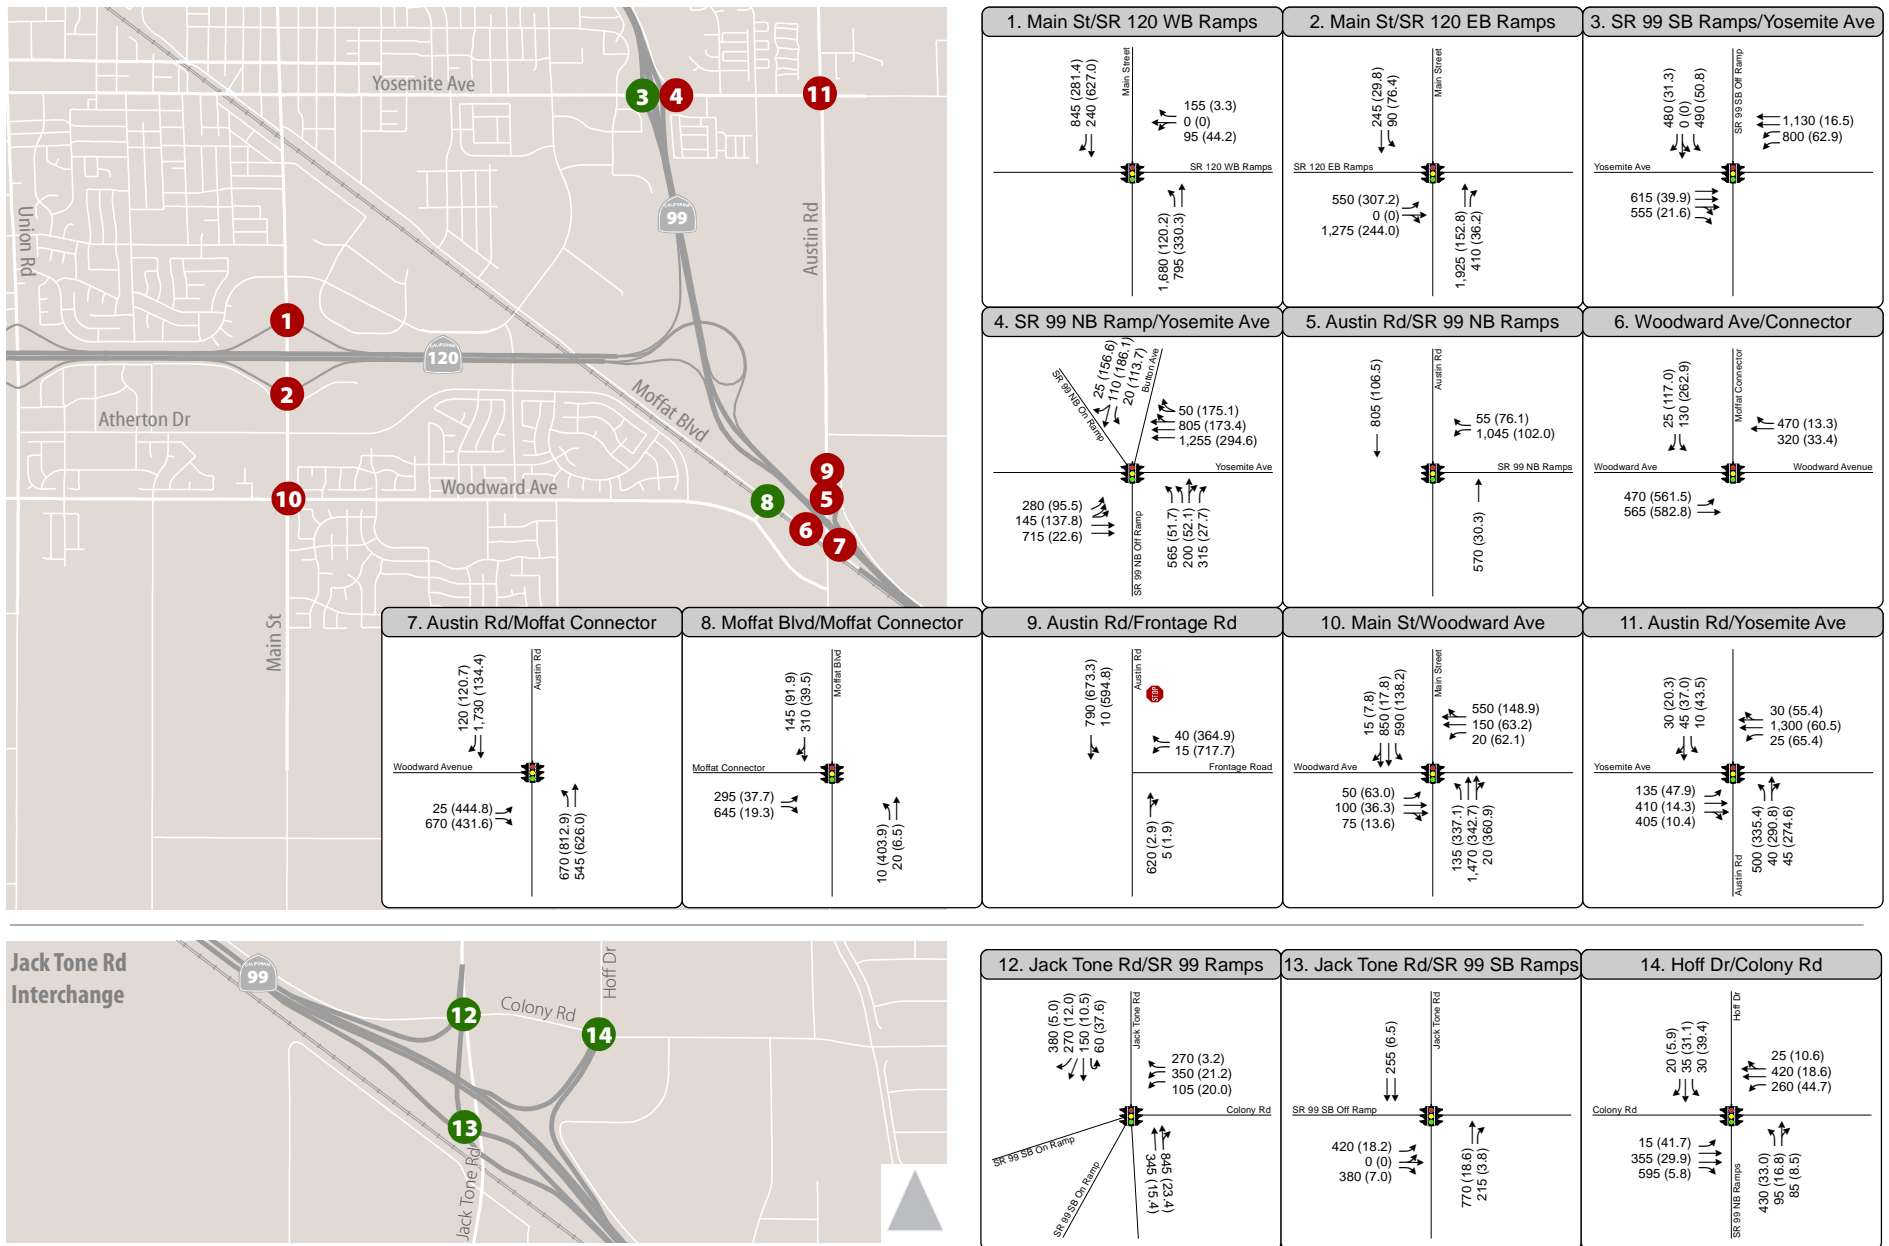 Yosemite Ave
3
4
11
CALIFORNIA
99
Union Rd
Austin Rd
1
CALIFORNIA
120
2
Atherton Dr
Moffat Blvd
Woodward Ave
10
8
9
5
6
7
Main St
1. Main St/SR 120 WB Ramps
845 (281.4)
240 (627.0)
Main Street
155 (3.3)
0 (0)
95 (44.2)
SR 120 WB Ramps
1,680 (120.2)
795 (330.3)
2. Main St/SR 120 EB Ramps
245 (29.8)
90 (76.4)
Main Street
SR 120 EB Ramps
550 (307.2)
0 (0)
1,275 (244.0)
1,925 (152.8)
410 (36.2)
3. SR 99 SB Ramps/Yosemite Ave
480 (31.3)
0 (0)
490 (50.8)
SR 99 SB Off Ramp
1,130 (16.5)
800 (62.9)
Yosemite Ave
615 (39.9)
555 (21.6)
4. SR 99 NB Ramp/Yosemite Ave
SR 99 NB On Ramp
25 (156.6)
110 (186.1)
20 (113.7)
Button Ave
50 (175.1)
805 (173.4)
1,255 (294.6)
Yosemite Ave
280 (95.5)
145 (137.8)
715 (22.6)
SR 99 NB Off Ramp
565 (51.7)
200 (52.1)
315 (27.7)
5. Austin Rd/SR 99 NB Ramps
805 (106.5)
Austin Rd
55 (76.1)
1,045 (102.0)
SR 99 NB Ramps
570 (30.3)
6. Woodward Ave/Connector
25 (117.0)
130 (262.9)
Moffat Connector
470 (13.3)
320 (33.4)
Woodward Ave
Woodward Avenue
470 (561.5)
565 (582.8)
7. Austin Rd/Moffat Connector
120 (120.7)
1,730 (134.4)
Austin Rd
Woodward Avenue
25 (444.8)
670 (431.6)
670 (812.9)
545 (626.0)
8. Moffat Blvd/Moffat Connector
145 (91.9)
310 (39.5)
Moffat Blvd
Moffat Connector
295 (37.7)
645 (19.3)
10 (403.9)
20 (6.5)
9. Austin Rd/Frontage Rd
790 (673.3)
10 (594.8)
Austin Rd
STOP
40 (364.9)
15 (717.7)
Frontage Road
620 (2.9)
5 (1.9)
10. Main St/Woodward Ave
15 (7.8)
850 (17.8)
590 (138.2)
Main Street
550 (148.9)
150 (63.2)
20 (62.1)
Woodward Ave
50 (63.0)
100 (36.3)
75 (13.6)
135 (337.1)
1,470 (342.7)
20 (360.9)
11. Austin Rd/Yosemite Ave
30 (20.3)
45 (37.0)
10 (43.5)
30 (55.4)
1,300 (60.5)
25 (65.4)
Yosemite Ave
135 (47.9)
410 (14.3)
405 (10.4)
Austin Rd
500 (335.4)
40 (290.8)
45 (274.6)
Jack Tone Rd
Interchange
CALIFORNIA
99
12
Colony Rd
Hoff Dr
14
13
Jack Tone Rd
12. Jack Tone Rd/SR 99 Ramps
380 (5.0)
270 (12.0)
150 (10.5)
60 (37.6)
Jack Tone Rd
270 (3.2)
350 (21.2)
105 (20.0)
Colony Rd
SR 99 SB On Ramp
SR 99 SB On Ramp
345 (15.4)
845 (23.4)
13. Jack Tone Rd/SR 99 SB Ramps
255 (6.5)
Jack Tone Rd
SR 99 SB Off Ramp
420 (18.2)
0 (0)
380 (7.0)
770 (18.6)
215 (3.8)
14. Hoff Dr/Colony Rd
20 (5.9)
35 (31.1)
30 (39.4)
Hoff Dr
25 (10.6)
420 (18.6)
260 (44.7)
Colony Rd
15 (41.7)
355 (29.9)
595 (5.8)
SR 99 NB Ramps
430 (33.0)
95 (16.8)
85 (18.5)